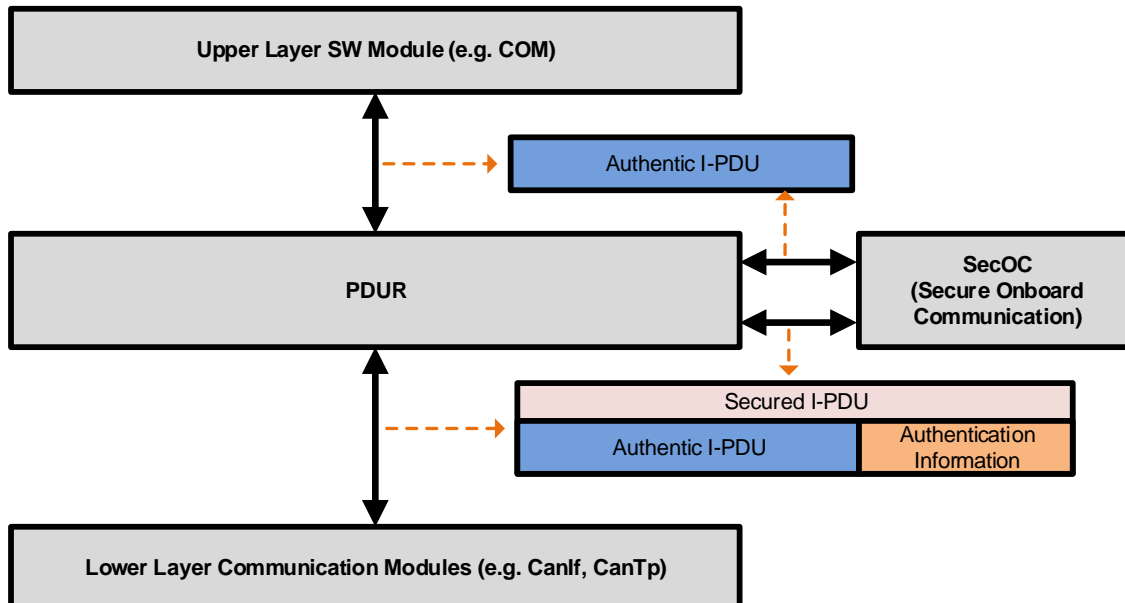 Upper Layer SW Module (e.g. COM)
Authentic I-PDU
PDUR
SecOC
(Secure Onboard
Communication)
Secured I-PDU
Authentic I-PDU
Authentication
Information
Lower Layer Communication Modules (e.g. CanIf, CanTp)